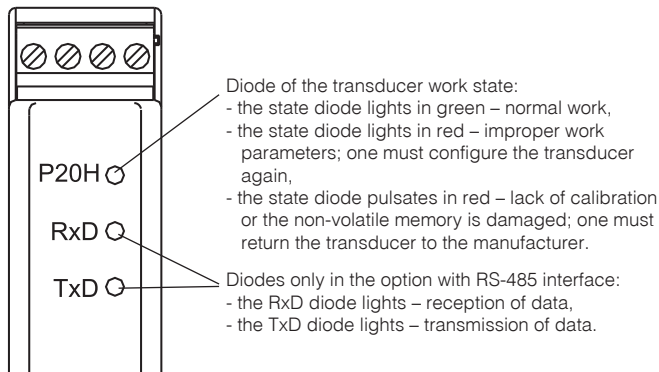 Diode of the transducer work state:
- the state diode lights in green – normal work,
- the state diode lights in red – improper work
parameters; one must configure the transducer
again,
- the state diode pulsates in red – lack of calibration
or the non-volatile memory is damaged; one must
return the transducer to the manufacturer.
P20H
RxD
TxD
Diodes only in the option with RS-485 interface:
- the RxD diode lights – reception of data,
- the TxD diode lights – transmission of data.